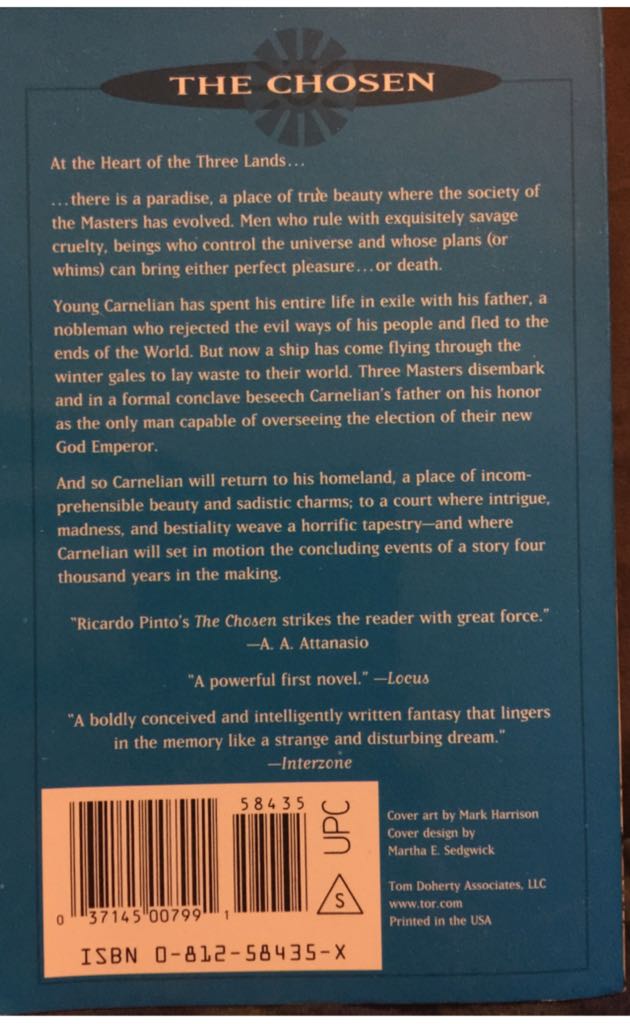 THE CHOSEN
At the Heart of the Three Lands...
...there is a paradise, a place of true beauty where the society of
the Masters has evolved. Men who rule with exquisitely savage
cruelty, beings who control the universe and whose plans (or
whims) can bring either perfect pleasure...or death.
Young Carnelian has spent his entire life in exile with his father, a
nobleman who rejected the evil ways of his people and fled to the
ends of the World. But now a ship has come flying through the
winter gales to lay waste to their world. Three Masters disembark
and in a formal conclave beseech Carnelian's father on his honor
as the only man capable of overseeing the election of their new
God Emperor.
And so Carnelian will return to his homeland, a place of incom-
prehensible beauty and sadistic charms; to a court where intrigue,
madness, and bestiality weave a horrific tapestry—and where
Carnelian will set in motion the concluding events of a story four
thousand years in the making.
"Ricardo Pinto's The Chosen strikes the reader with great force."
—A. A. Attanasio
"A powerful first novel." —Locus
"A boldly conceived and intelligently written fantasy that lingers
in the memory like a strange and disturbing dream."
—Interzone
58435
UPC
S
0 37145 00799 1
ISBN 0-812-58435-X
Cover art by Mark Harrison
Cover design by
Martha E. Sedgwick
Tom Doherty Associates, LLC
www.tor.com
Printed in the USA